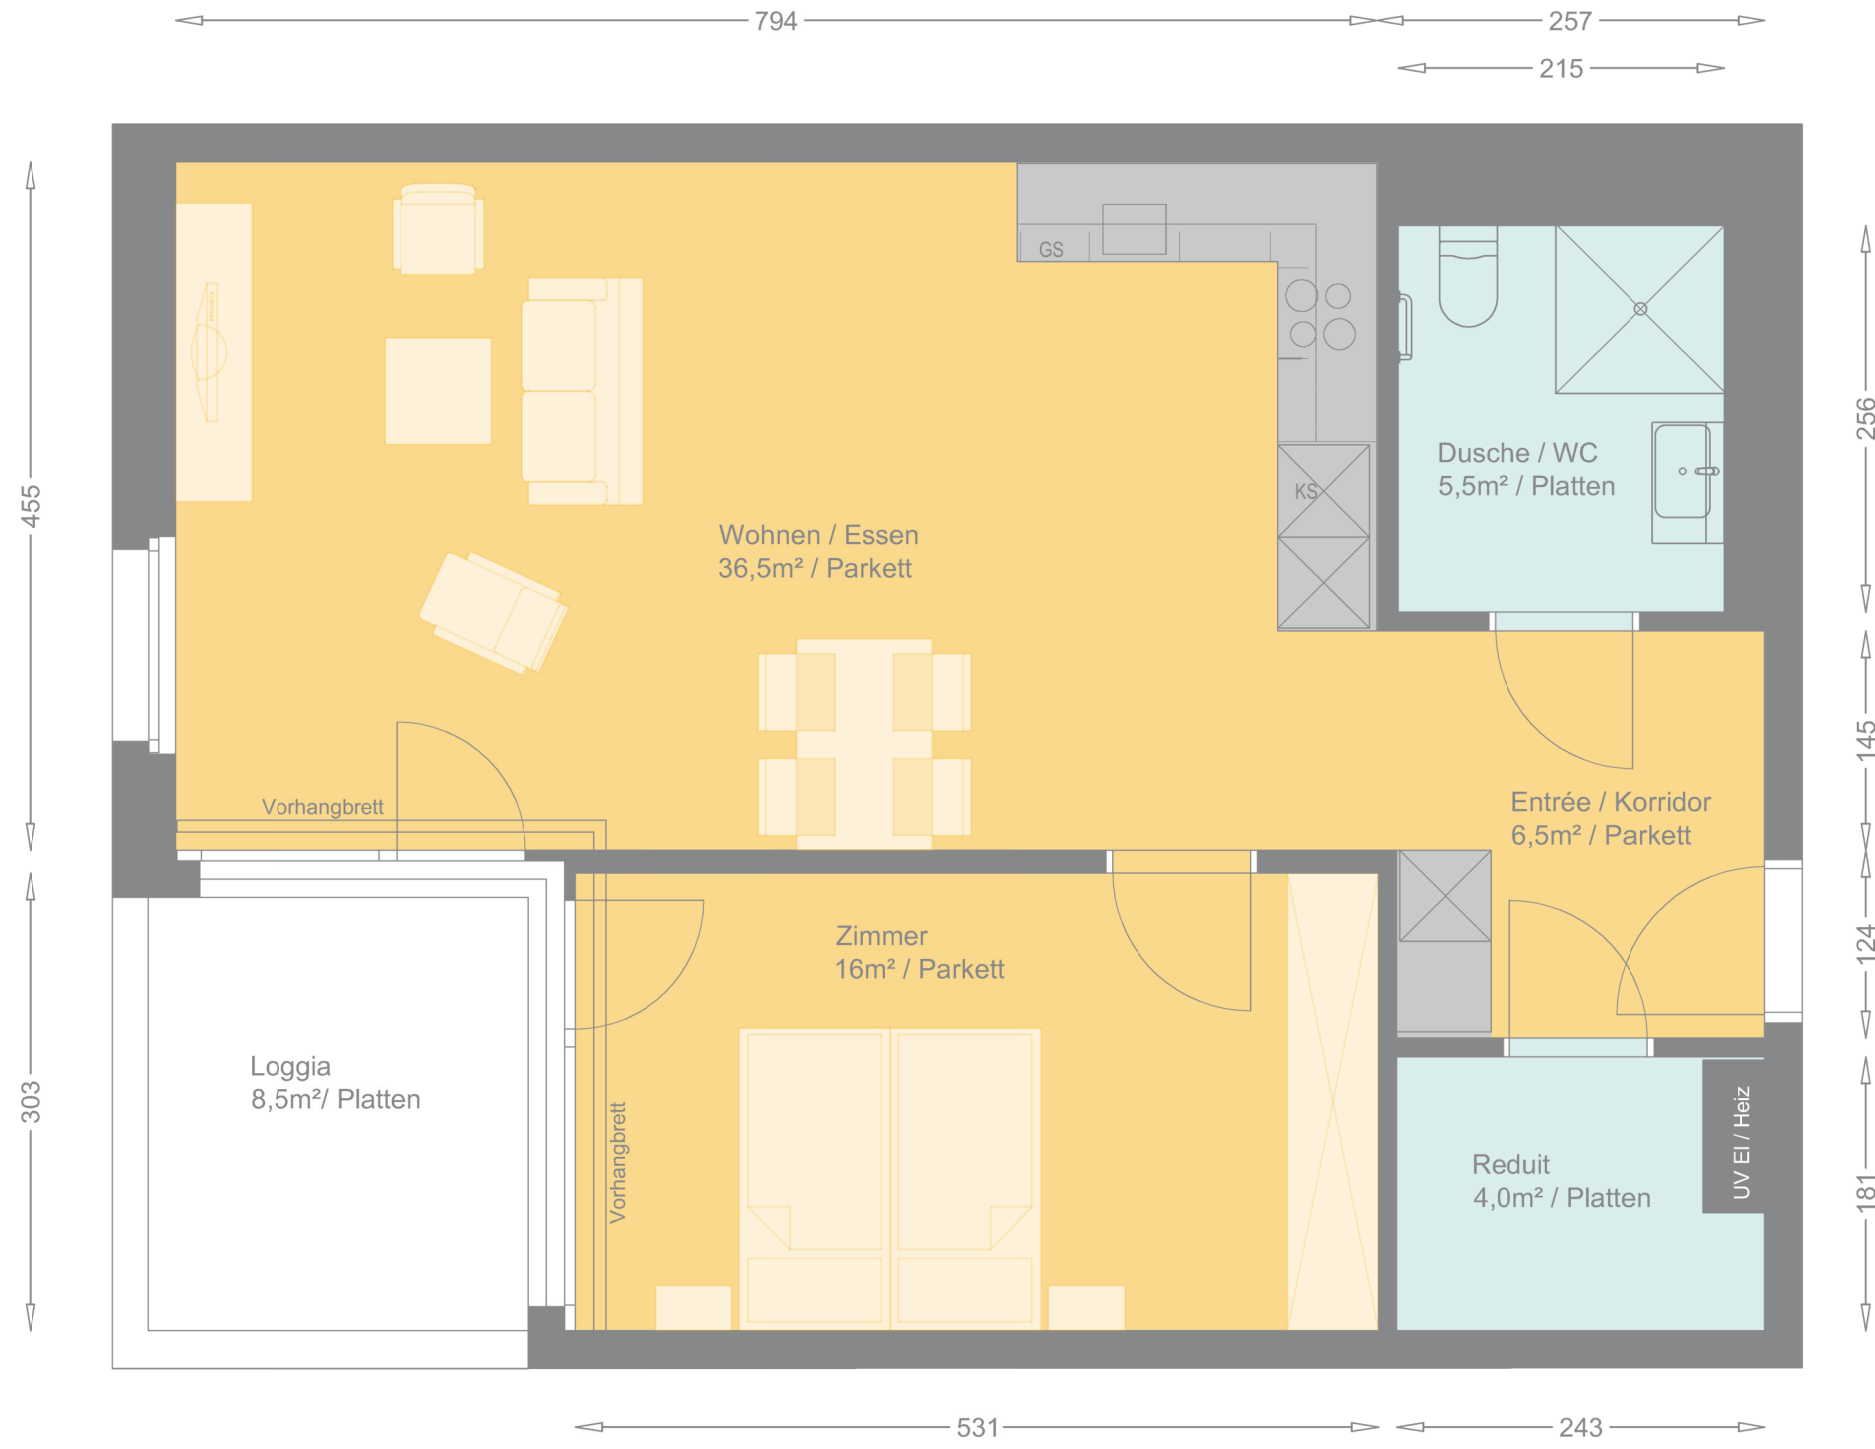 794
257
215
GS
455
256
Dusche / WC
5,5m² / Platten
KS
Wohnen / Essen
36,5m² / Parkett
145
Vorhangbrett
Entrée / Korridor
6,5m² / Parkett
Zimmer
16m² / Parkett
124
Loggia
8,5m²/ Platten
303
Vorhangbrett
UV El / Heiz
Reduit
4,0m² / Platten
181
531
243